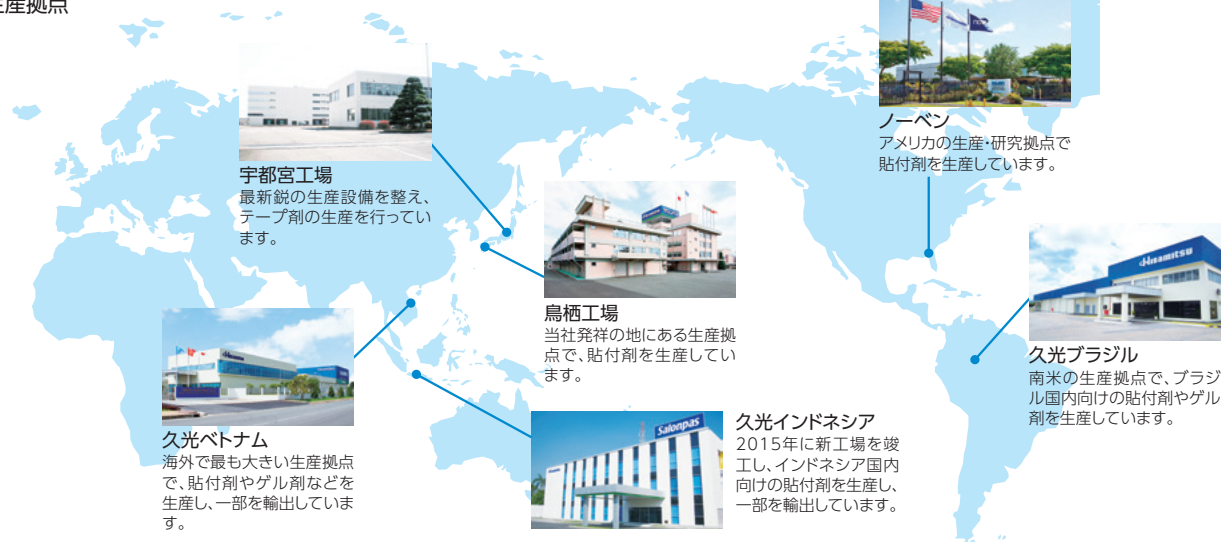 生産拠点
宇都宮工場
最新鋭の生産設備を整え、
テープ剤の生産を行ってい
ます。
ノーベン
アメリカの生産・研究拠点で
貼付剤を生産しています。
鳥栖工場
当社発祥の地にある生産拠
点で、貼付剤を生産してい
ます。
Hisamitsu
久光ブラジル
南米の生産拠点で、ブラジ
ル国内向けの貼付剤やゲル
剤を生産しています。
久光ベトナム
海外で最も大きい生産拠点
で、貼付剤やゲル剤などを
生産し、一部を輸出していま
す。
Salonpas
久光インドネシア
2015年に新工場を竣
工し、インドネシア国内
向けの貼付剤を生産し、
一部を輸出しています。